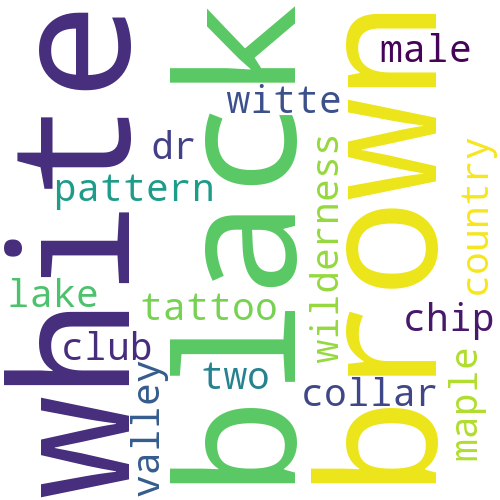 white
black
brown
male
witte
dr
pattern
wilderness
country
lake
tattoo
chip
club
two
collar
valley
maple